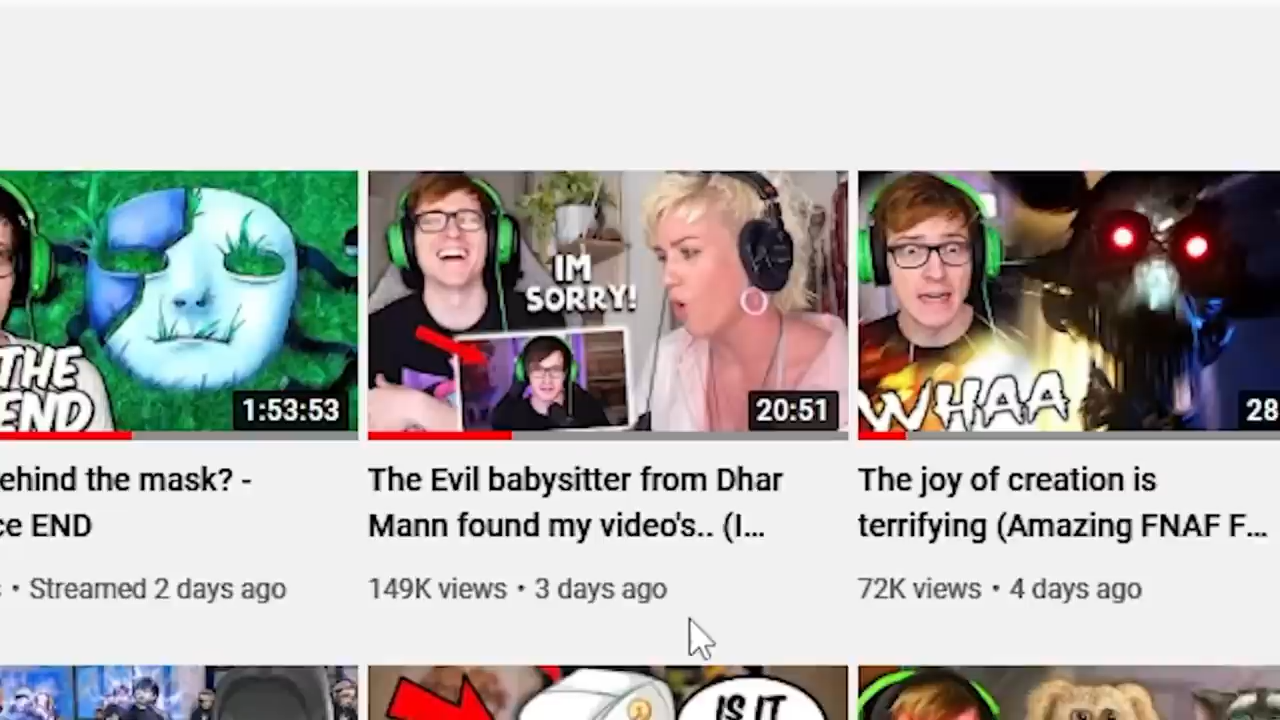 THE
END
1:53:53
IM
SORRY!
20:51
WHAA
28
ehind the mask? -
ce END
The Evil babysitter from Dhar
Mann found my video's.. (I...
The joy of creation is
terrifying (Amazing FNAF F...
s • Streamed 2 days ago
149K views • 3 days ago
72K views • 4 days ago
IS IT